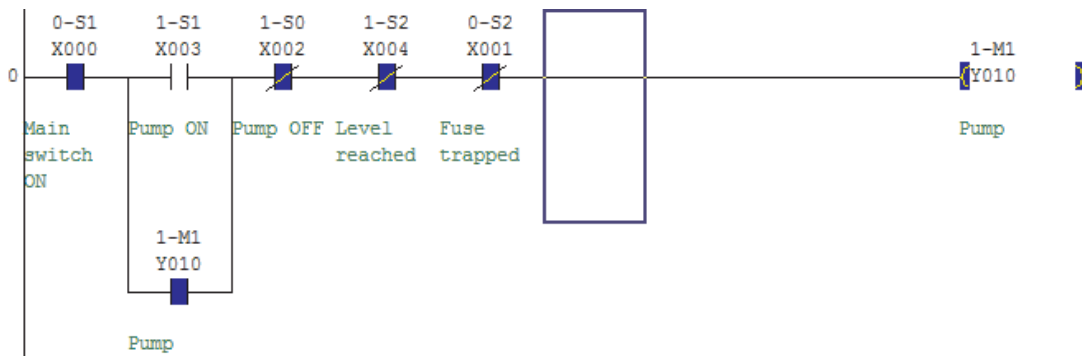 0-S1 1-S1 1-S0 1-S2 0-S2
X000 X003 X002 X004 X001 1-M1
0 Y010
Main Pump ON Pump OFF Level Fuse Pump
switch reached trapped
ON
1-M1
Y010
Pump